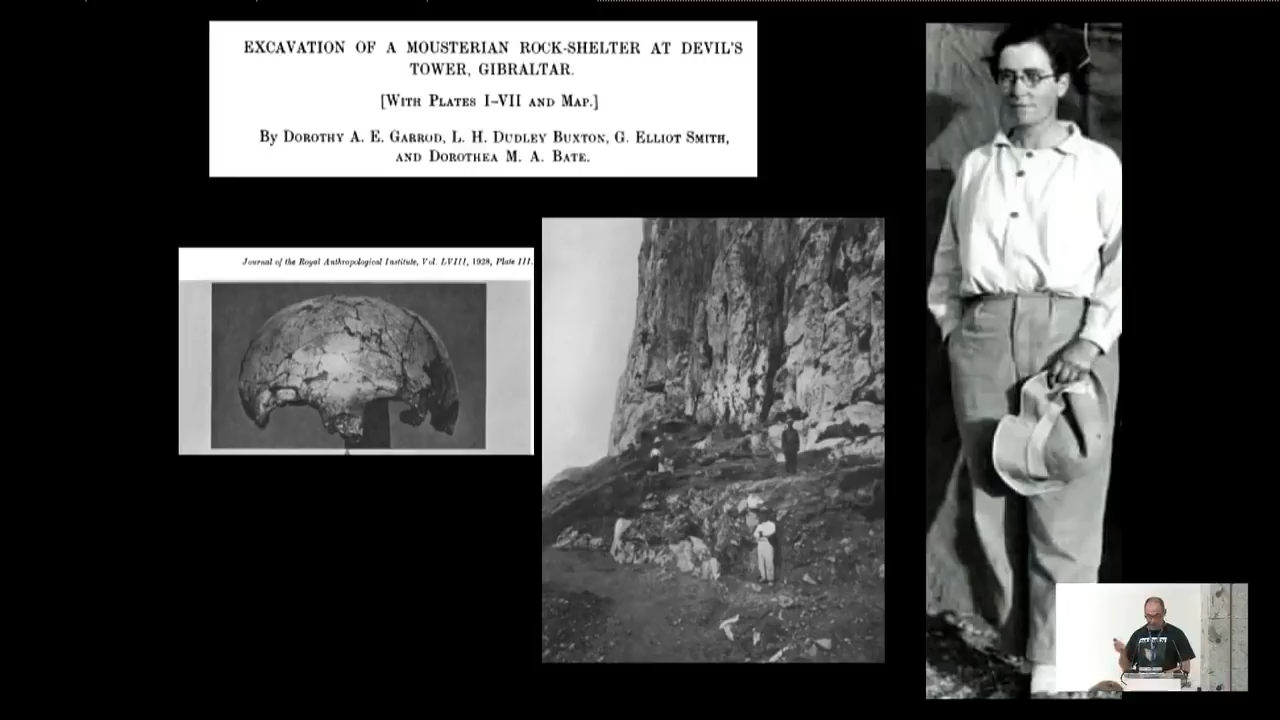 EXCAVATION OF A MOUSTERIAN ROCK-SHELTER AT DEVIL'S
TOWER, GIBRALTAR.
[WITH PLATES I–VII AND MAP.]
By DOROTHY A. E. GARROD, L. H. DUDLEY BUXTON, G. ELLIOT SMITH,
AND DOROTHEA M. A. BATE.
Journal of the Royal Anthropological Institute, Vol. LVIII, 1928, Plate III.